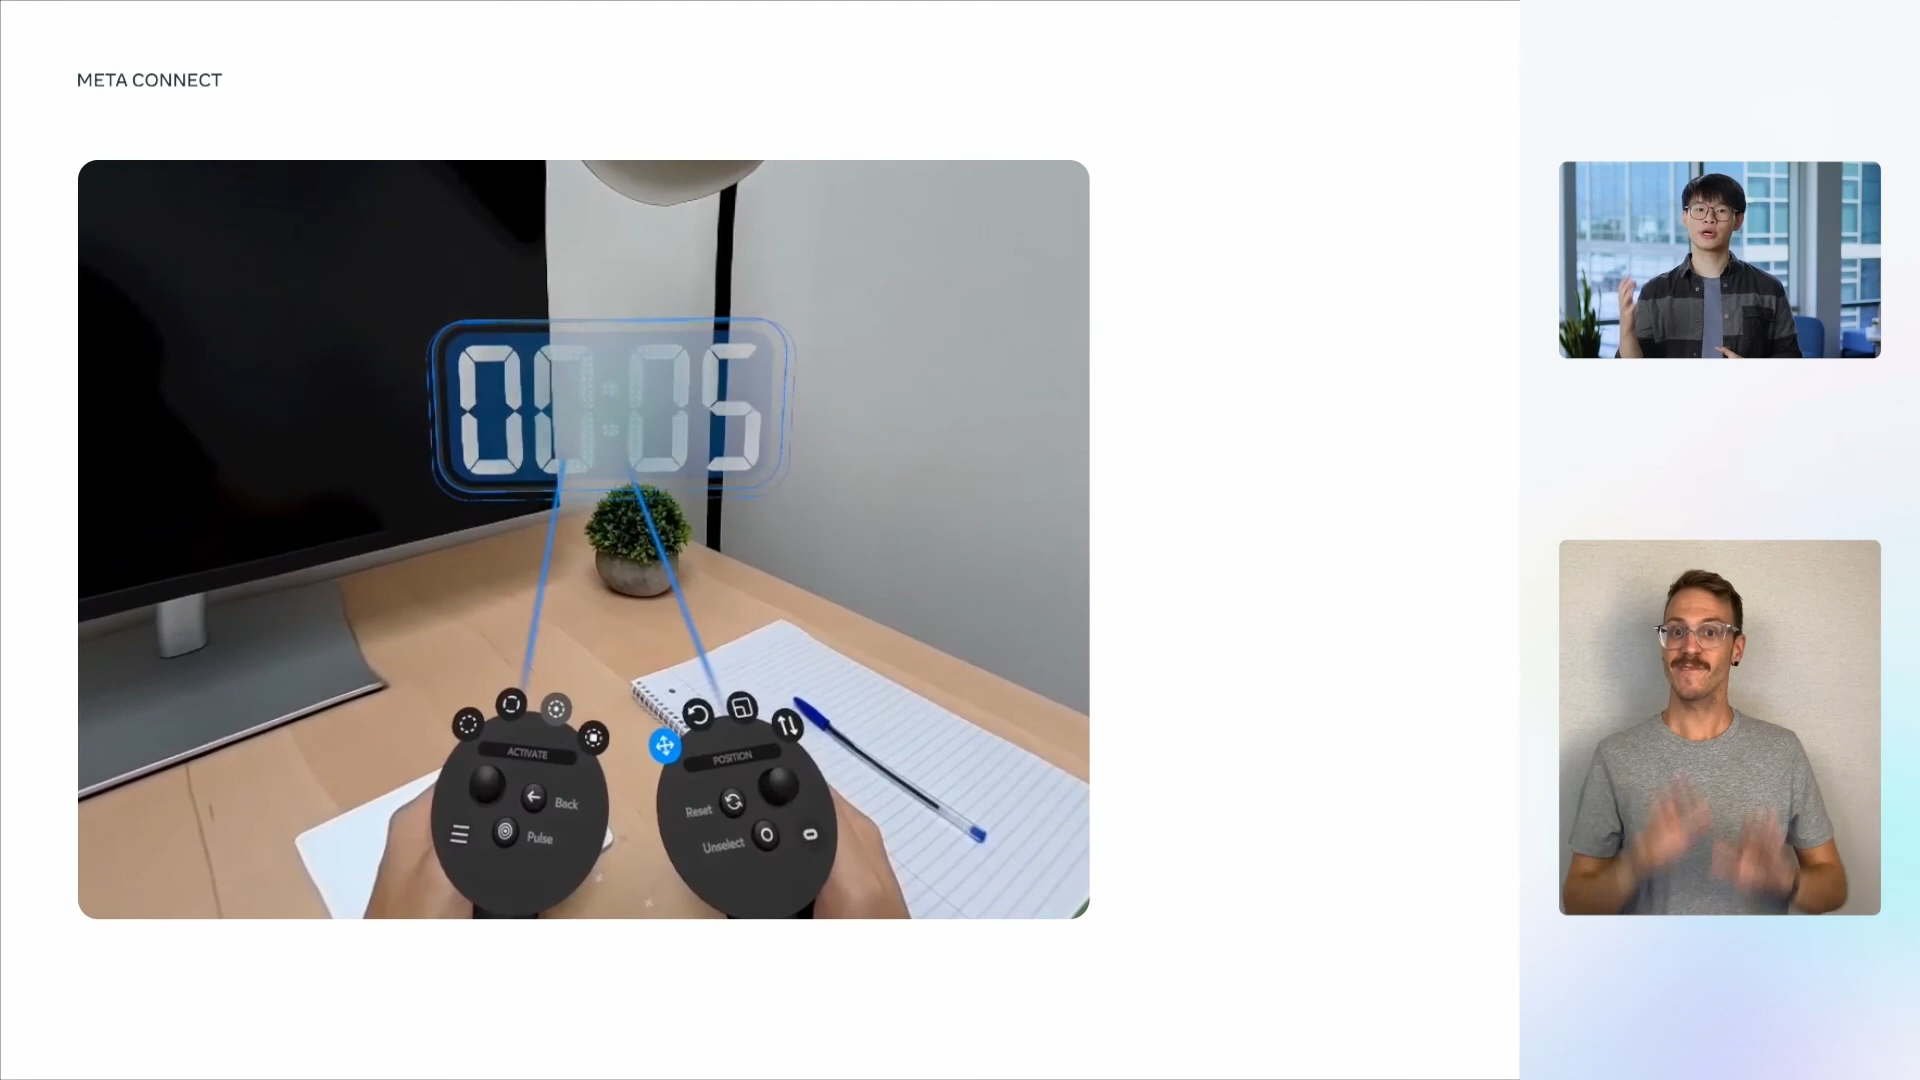 META CONNECT
00:05
ACTIVATE
Back
Pulse
POSITION
Reset
Unselect